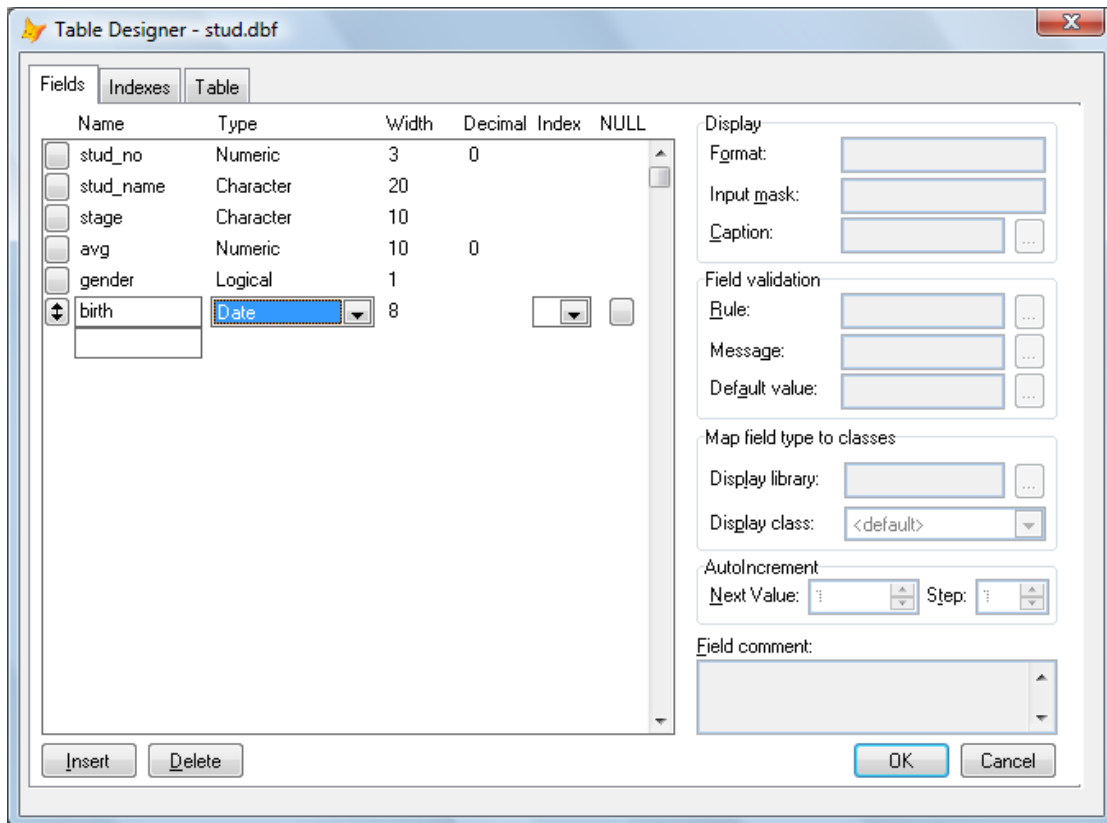 Table Designer - stud.dbf
Fields Indexes Table
Name Type Width Decimal Index NULL
stud_no Numeric 3 0
stud_name Character 20
stage Character 10
avg Numeric 10 0
gender Logical 1
birth Date 8
Display
Format:
Input mask:
Caption: ...
Field validation
Rule: ...
Message: ...
Default value: ...
Map field type to classes
Display library: ...
Display class: <default>
AutoIncrement
Next Value: 1 Step: 1
Field comment:
Insert Delete OK Cancel